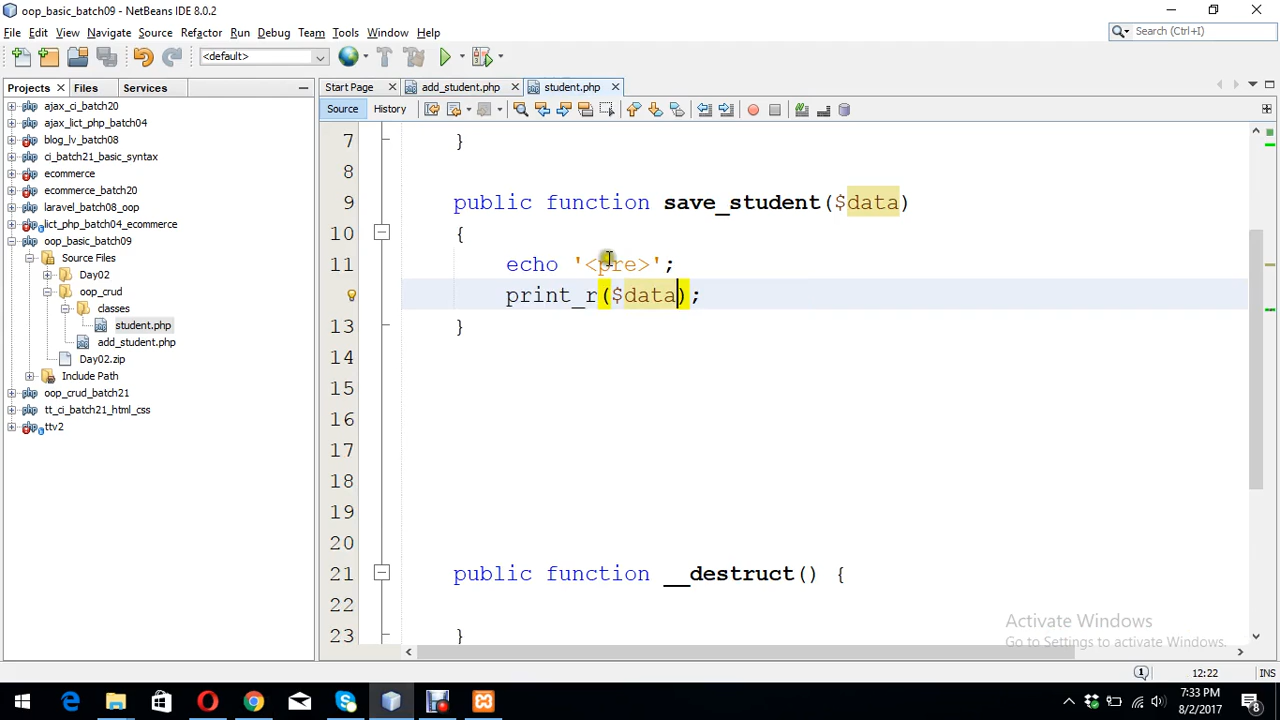 oop_basic_batch09 - NetBeans IDE 8.0.2
File Edit View Navigate Source Refactor Run Debug Team Tools Window Help
Search (Ctrl+I)
<default>
Projects Files Services
Start Page add_student.php student.php
Source History
ajax_ci_batch20
ajax_lict_php_batch04
blog_lv_batch08
ci_batch21_basic_syntax
ecommerce
ecommerce_batch20
laravel_batch08_oop
lict_php_batch04_ecommerce
oop_basic_batch09
Source Files
Day02
oop_crud
classes
student.php
add_student.php
Day02.zip
Include Path
oop_crud_batch21
tt_ci_batch21_html_css
ttv2
7 }
8
9 public function save_student($data)
10 {
11 echo '<pre>';
print_r($data);
13 }
14
15
16
17
18
19
20
21 public function __destruct() {
22
23 }
Activate Windows
Go to Settings to activate Windows.
1 12:22 INS
7:33 PM
8/2/2017
8